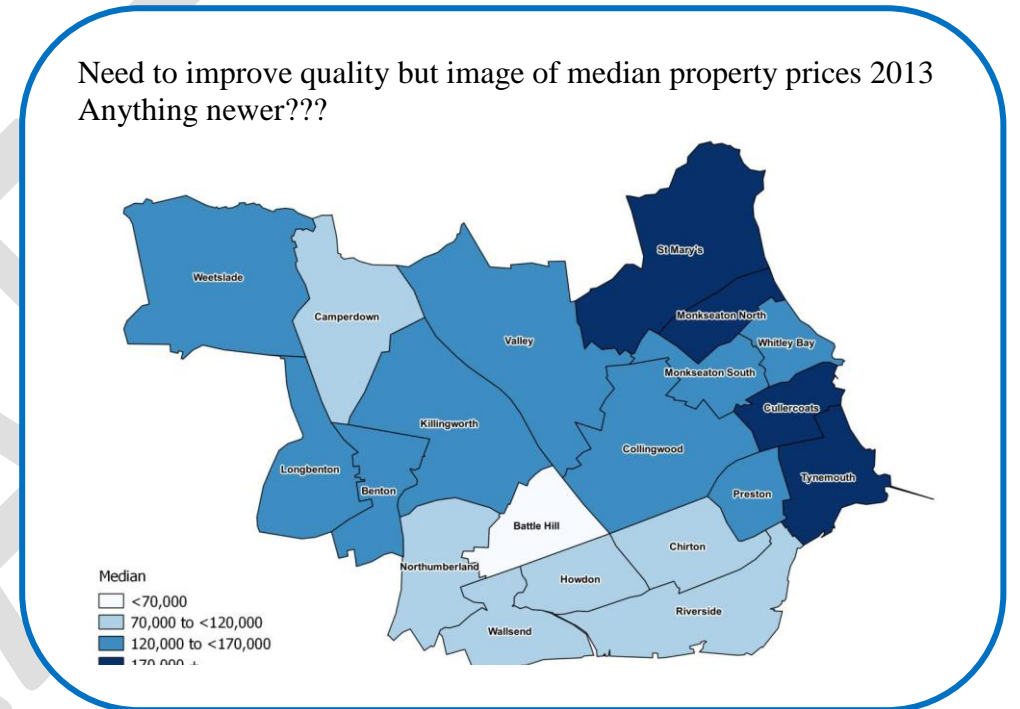 Need to improve quality but image of median property prices 2013
Anything newer???
St Mary's
Weetslade
Camperdown
Monkseaton North
Valley
Whitley Bay
Monkseaton South
Cullercoats
Killingworth
Collingwood
Longbenton
Tynemouth
Benton
Preston
Battle Hill
Chirton
Northumberland
Howdon
Riverside
Wallsend
Median
<70,000
70,000 to <120,000
120,000 to <170,000
170,000 +